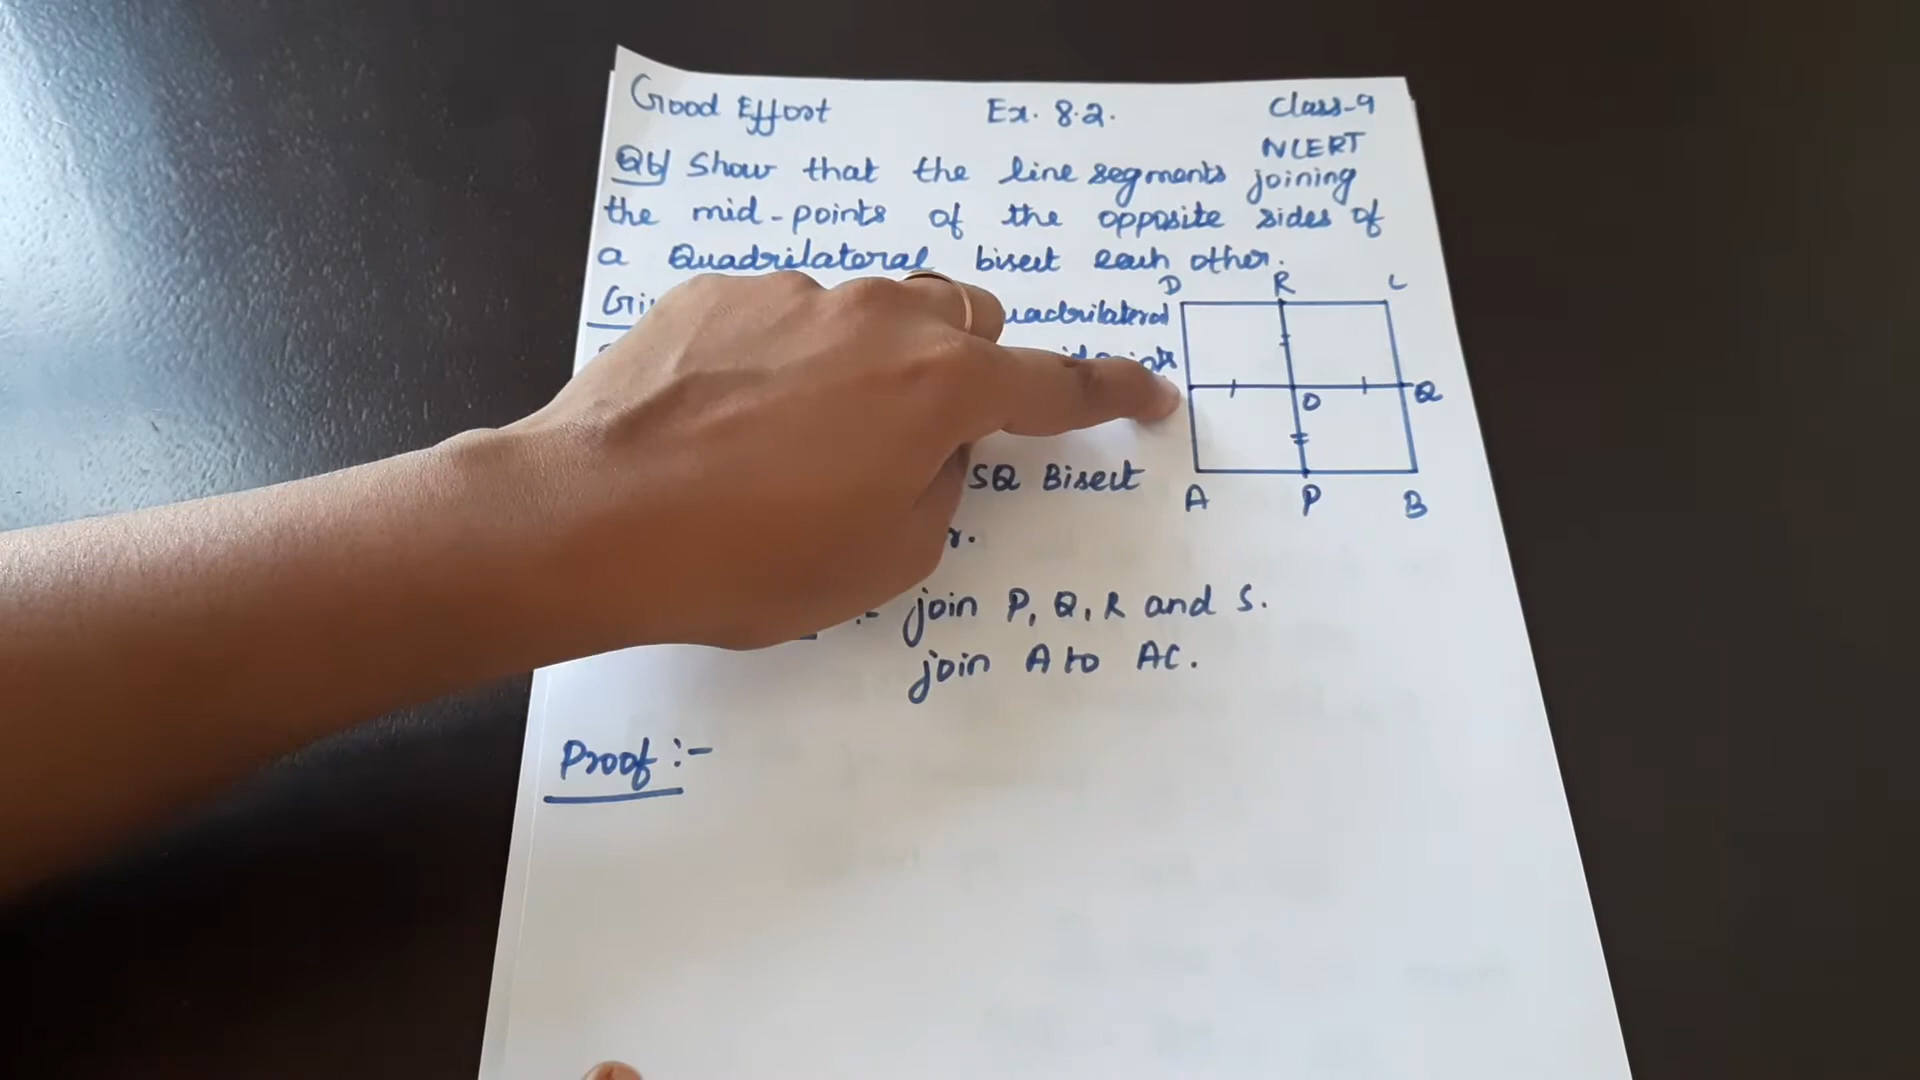 Good Effort Ex. 8.2. Class-9
NCERT
Q6/ Show that the line segments joining
the mid-points of the opposite sides of
a Quadrilateral bisect each other.
D R C
O Q
A P B
SQ Bisect
:- join P, Q, R and S.
join A to AC.
Proof :-